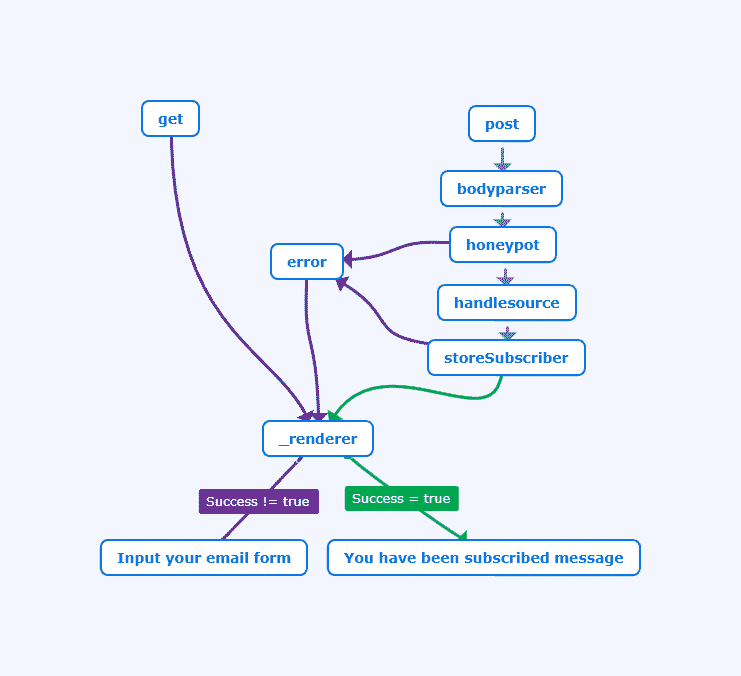 get
post
bodyparser
honeypot
error
handlesource
storeSubscriber
_renderer
Success != true
Success = true
Input your email form
You have been subscribed message